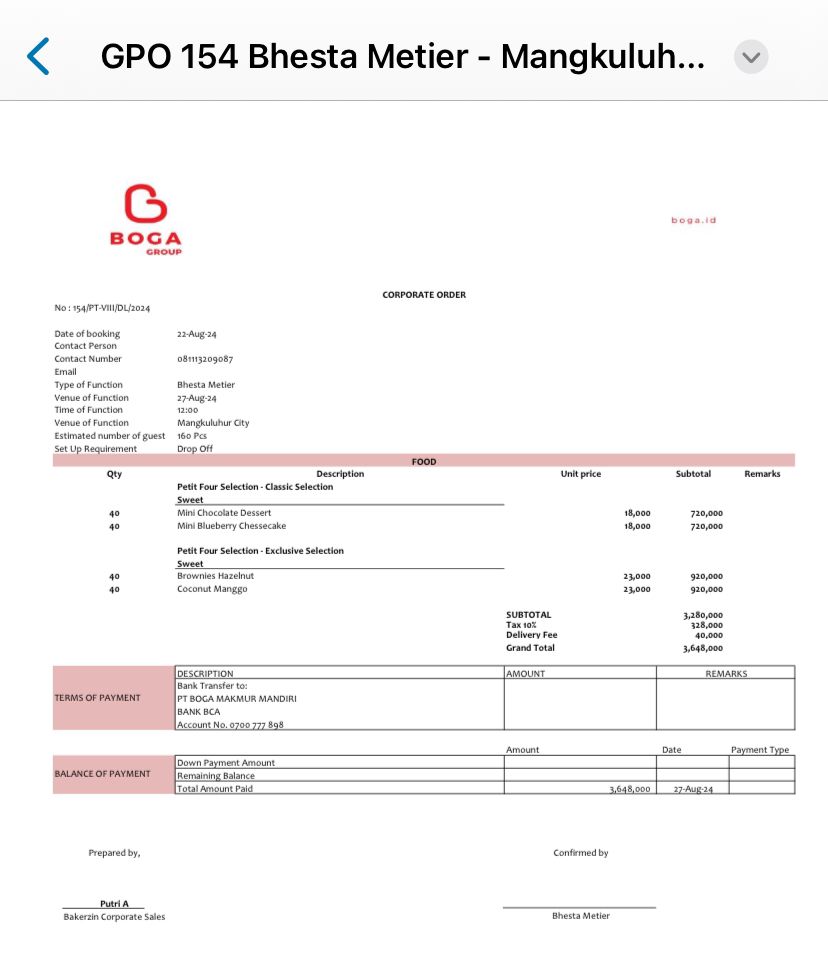 GPO 154 Bhesta Metier - Mangkuluh...
BOGA
GROUP
boga.id
CORPORATE ORDER
No : 154/PT-VIII/DL/2024
Date of booking 22-Aug-24
Contact Person
Contact Number 081113209087
Email
Type of Function Bhesta Metier
Venue of Function 27-Aug-24
Time of Function 12:00
Venue of Function Mangkuluhur City
Estimated number of guest 160 Pcs
Set Up Requirement Drop Off
FOOD
Qty Description Unit price Subtotal Remarks
Petit Four Selection - Classic Selection
Sweet
40 Mini Chocolate Dessert 18,000 720,000
40 Mini Blueberry Chessecake 18,000 720,000
Petit Four Selection - Exclusive Selection
Sweet
40 Brownies Hazelnut 23,000 920,000
40 Coconut Manggo 23,000 920,000
SUBTOTAL 3,280,000
Tax 10% 328,000
Delivery Fee 40,000
Grand Total 3,648,000
DESCRIPTION AMOUNT REMARKS
TERMS OF PAYMENT
Bank Transfer to:
PT BOGA MAKMUR MANDIRI
BANK BCA
Account No. 0700 777 898
Amount Date Payment Type
BALANCE OF PAYMENT
Down Payment Amount
Remaining Balance
Total Amount Paid 3,648,000 27-Aug-24
Prepared by, Confirmed by
Putri A
Bakerzin Corporate Sales Bhesta Metier